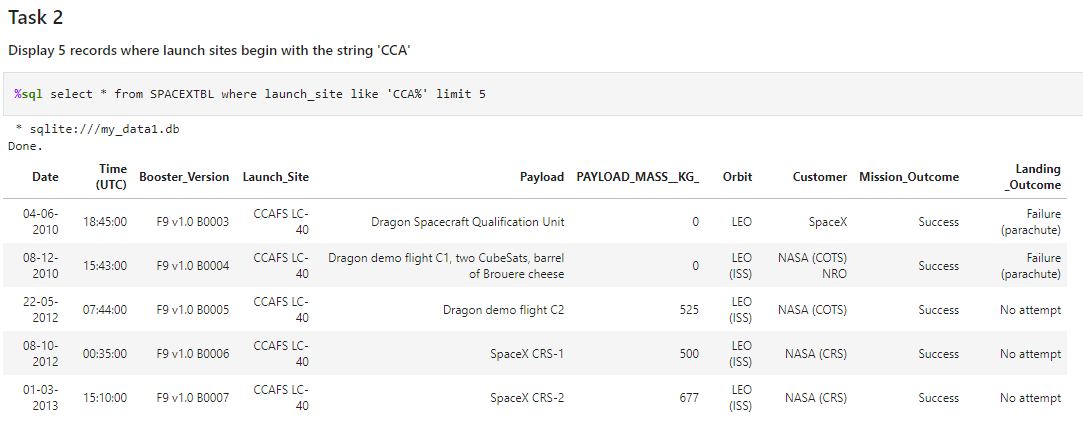 Task 2
Display 5 records where launch sites begin with the string 'CCA'
%sql select * from SPACEXTBL where launch_site like 'CCA%' limit 5
* sqlite:///my_data1.db
Done.
Date Time (UTC) Booster_Version Launch_Site Payload PAYLOAD_MASS__KG_ Orbit Customer Mission_Outcome Landing _Outcome
04-06-2010 18:45:00 F9 v1.0 B0003 CCAFS LC-40 Dragon Spacecraft Qualification Unit 0 LEO SpaceX Success Failure (parachute)
08-12-2010 15:43:00 F9 v1.0 B0004 CCAFS LC-40 Dragon demo flight C1, two CubeSats, barrel of Brouere cheese 0 LEO (ISS) NASA (COTS) NRO Success Failure (parachute)
22-05-2012 07:44:00 F9 v1.0 B0005 CCAFS LC-40 Dragon demo flight C2 525 LEO (ISS) NASA (COTS) Success No attempt
08-10-2012 00:35:00 F9 v1.0 B0006 CCAFS LC-40 SpaceX CRS-1 500 LEO (ISS) NASA (CRS) Success No attempt
01-03-2013 15:10:00 F9 v1.0 B0007 CCAFS LC-40 SpaceX CRS-2 677 LEO (ISS) NASA (CRS) Success No attempt